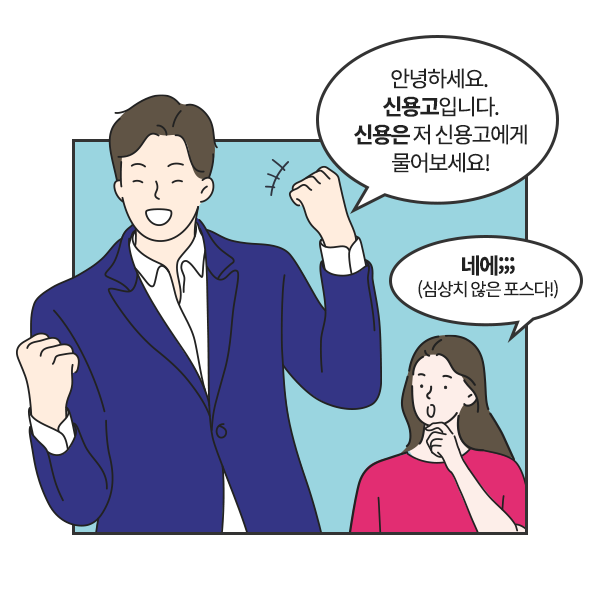 안녕하세요.
신용고입니다.
신용은 저 신용고에게
물어보세요!
네에;;;
(심상치 않은 포스다!)